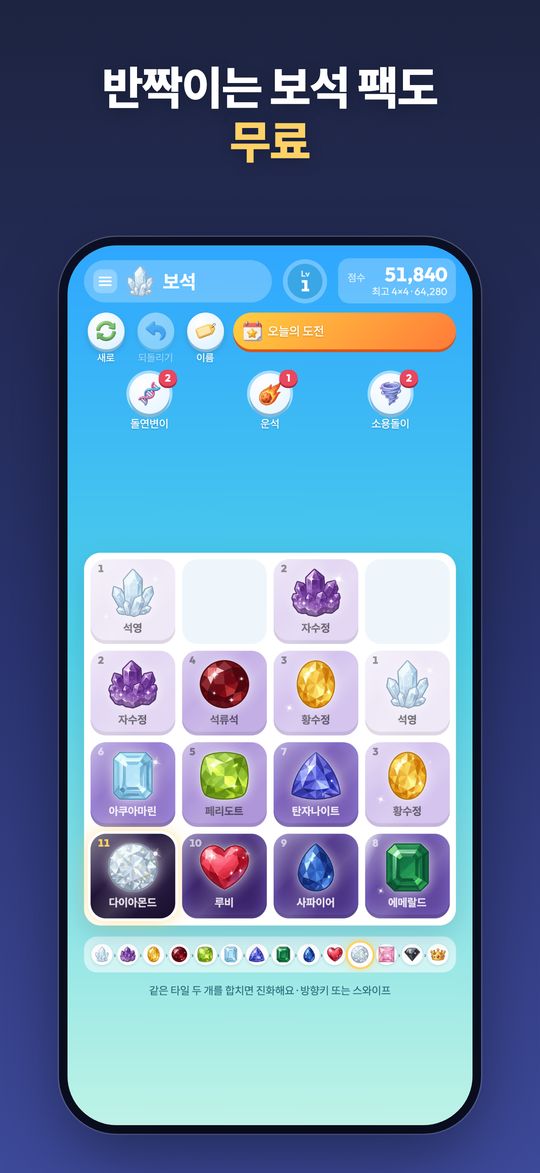 반짝이는 보석 팩도
무료
보석
Lv
1
점수 51,840
최고 4×4 · 64,280
새로
되돌리기
이름
오늘의 도전
2
돌연변이
1
운석
2
소용돌이
1
석영
2
자수정
2
자수정
4
석류석
3
황수정
1
석영
6
아쿠아마린
5
페리도트
7
탄자나이트
3
황수정
11
다이아몬드
10
루비
9
사파이어
8
에메랄드
같은 타일 두 개를 합치면 진화해요 · 방향키 또는 스와이프